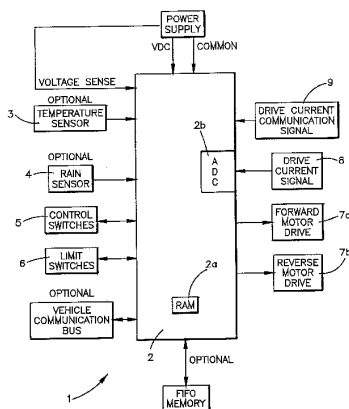 POWER
SUPPLY
VDC
COMMON
VOLTAGE SENSE
OPTIONAL
3
TEMPERATURE
SENSOR
OPTIONAL
4
RAIN
SENSOR
5
CONTROL
SWITCHES
6
LIMIT
SWITCHES
OPTIONAL
VEHICLE
COMMUNICATION
BUS
1
2b
A
D
C
2a
RAM
2
OPTIONAL
FIFO
MEMORY
9
DRIVE CURRENT
COMMUNICATION
SIGNAL
8
DRIVE
CURRENT
SIGNAL
FORWARD
MOTOR
DRIVE
7a
REVERSE
MOTOR
DRIVE
7b